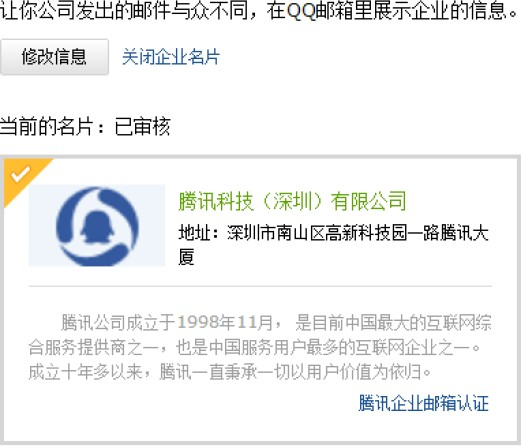 让你公司发出的邮件与众不同，在QQ邮箱里展示企业的信息。
修改信息 关闭企业名片
当前的名片：已审核
腾讯科技（深圳）有限公司
地址：深圳市南山区高新科技园一路腾讯大
厦
腾讯公司成立于1998年11月， 是目前中国最大的互联网综
合服务提供商之一，也是中国服务用户最多的互联网企业之一。
成立十年多以来，腾讯一直秉承一切以用户价值为依归。
腾讯企业邮箱认证